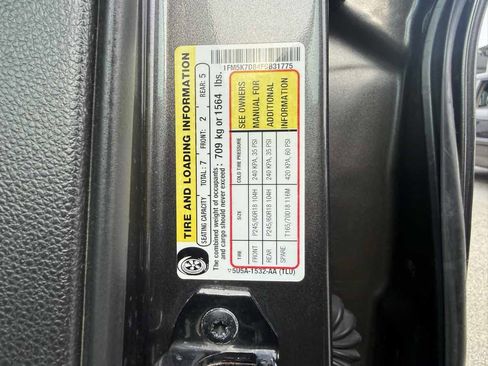 1FM5K7D84FGB31775
TIRE AND LOADING INFORMATION
SEATING CAPACITY TOTAL: 7 FRONT: 2 REAR: 5
The combined weight of occupants
and cargo should never exceed : 709 kg or 1564 lbs.
TIRE SIZE COLD TIRE PRESSURE SEE OWNERS
MANUAL FOR
ADDITIONAL
INFORMATION
FRONT P245/60R18 104H 240 KPA, 35 PSI
REAR P245/60R18 104H 240 KPA, 35 PSI
SPARE T165/70D18 116M 420 KPA, 60 PSI
5U5A-1532-AA (TLU)